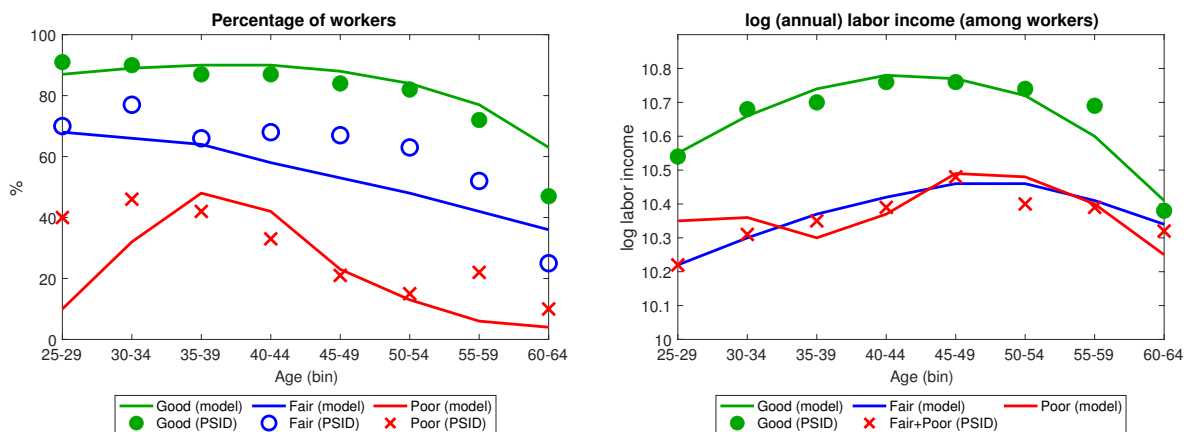 Percentage of workers
100
80
60
40
20
0
%
25-29 30-34 35-39 40-44 45-49 50-54 55-59 60-64
Age (bin)
Good (model) Fair (model) Poor (model)
Good (PSID) Fair (PSID) Poor (PSID)
log (annual) labor income (among workers)
10.8
10.7
10.6
10.5
10.4
10.3
10.2
10.1
10
log labor income
25-29 30-34 35-39 40-44 45-49 50-54 55-59 60-64
Age (bin)
Good (model) Fair (model) Poor (model)
Good (PSID) Fair+Poor (PSID)